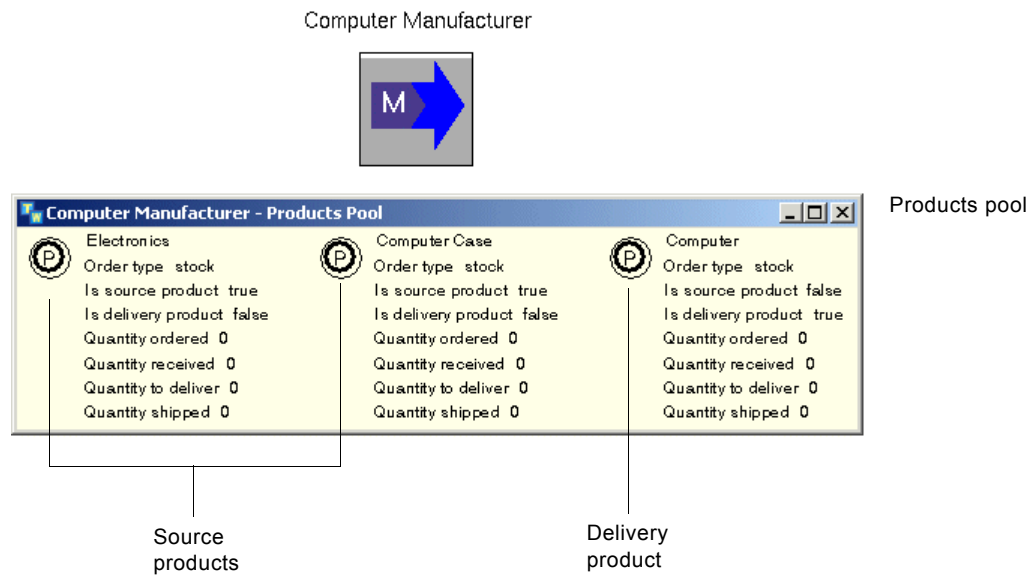 Computer Manufacturer
M
TW Computer Manufacturer - Products Pool
Products pool
P
Electronics
Order type stock
Is source product true
Is delivery product false
Quantity ordered 0
Quantity received 0
Quantity to deliver 0
Quantity shipped 0
P
Computer Case
Order type stock
Is source product true
Is delivery product false
Quantity ordered 0
Quantity received 0
Quantity to deliver 0
Quantity shipped 0
P
Computer
Order type stock
Is source product false
Is delivery product true
Quantity ordered 0
Quantity received 0
Quantity to deliver 0
Quantity shipped 0
Source
products
Delivery
product